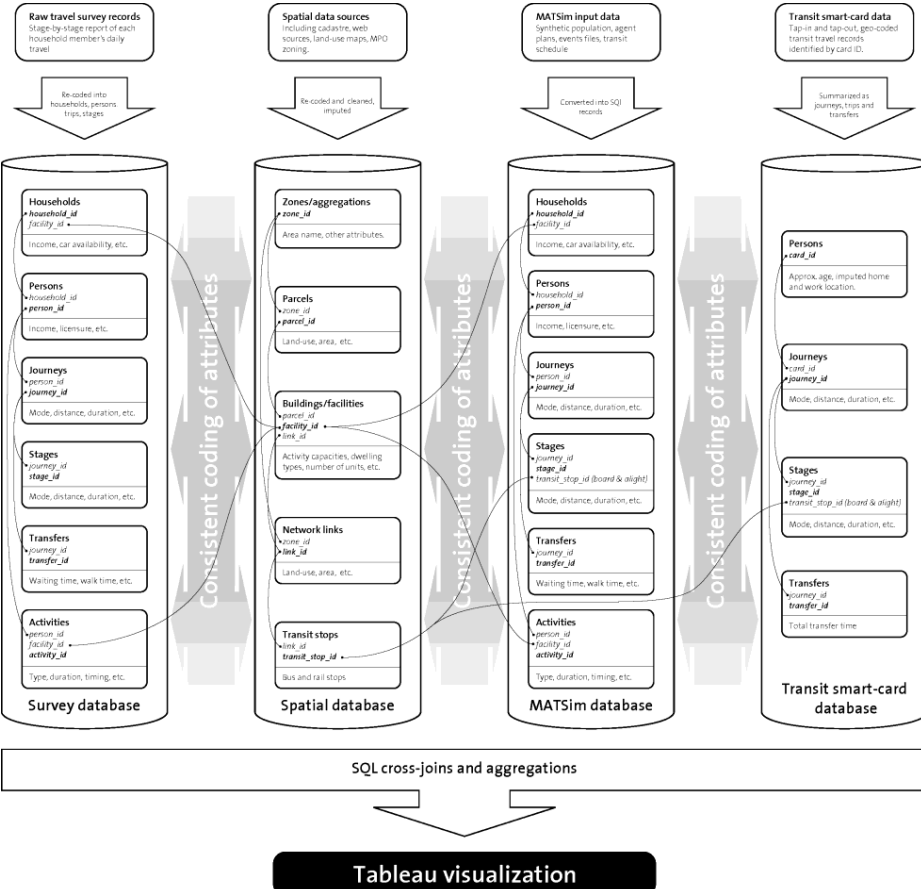 Raw travel survey records
Stage-by-stage report of each
household member's daily
travel
Re-coded into
households, persons
trips, stages
Households
household_id
facility_id
Income, car availability, etc.
Persons
household_id
person_id
Income, licensure, etc.
Journeys
person_id
journey_id
Mode, distance, duration, etc.
Stages
journey_id
stage_id
Mode, distance, duration, etc.
Transfers
journey_id
transfer_id
Waiting time, walk time, etc.
Activities
person_id
facility_id
activity_id
Type, duration, timing, etc.
Survey database
Consistent coding of attributes
Spatial data sources
Including cadastre, web
sources, land-use maps, MPO
zoning.
Re-coded and cleaned,
imputed
Zones/aggregations
zone_id
Area name, other attributes.
Parcels
zone_id
parcel_id
Land-use, area, etc.
Buildings/facilities
parcel_id
facility_id
link_id
Activity capacities, dwelling
types, number of units, etc.
Network links
zone_id
link_id
Land-use, area, etc.
Transit stops
link_id
transit_stop_id
Bus and rail stops
Spatial database
Consistent coding of attributes
MATSim input data
Synthetic population, agent
plans, events files, transit
schedule
Converted into SQl
records
Households
household_id
facility_id
Income, car availability, etc.
Persons
household_id
person_id
Income, licensure, etc.
Journeys
person_id
journey_id
Mode, distance, duration, etc.
Stages
journey_id
stage_id
transit_stop_id (board & alight)
Mode, distance, duration, etc.
Transfers
journey_id
transfer_id
Waiting time, walk time, etc.
Activities
person_id
facility_id
activity_id
Type, duration, timing, etc.
MATSim database
Consistent coding of attributes
Transit smart-card data
Tap-in and tap-out, geo-coded
transit travel records
identified by card ID.
Summarized as
journeys, trips and
transfers
Persons
card_id
Approx, age, imputed home
and work location.
Journeys
card_id
journey_id
Mode, distance, duration, etc.
Stages
journey_id
stage_id
transit_stop_id (board & alight)
Mode, distance, duration, etc.
Transfers
journey_id
transfer_id
Total transfer time
Transit smart-card
database
SQL cross-joins and aggregations
Tableau visualization